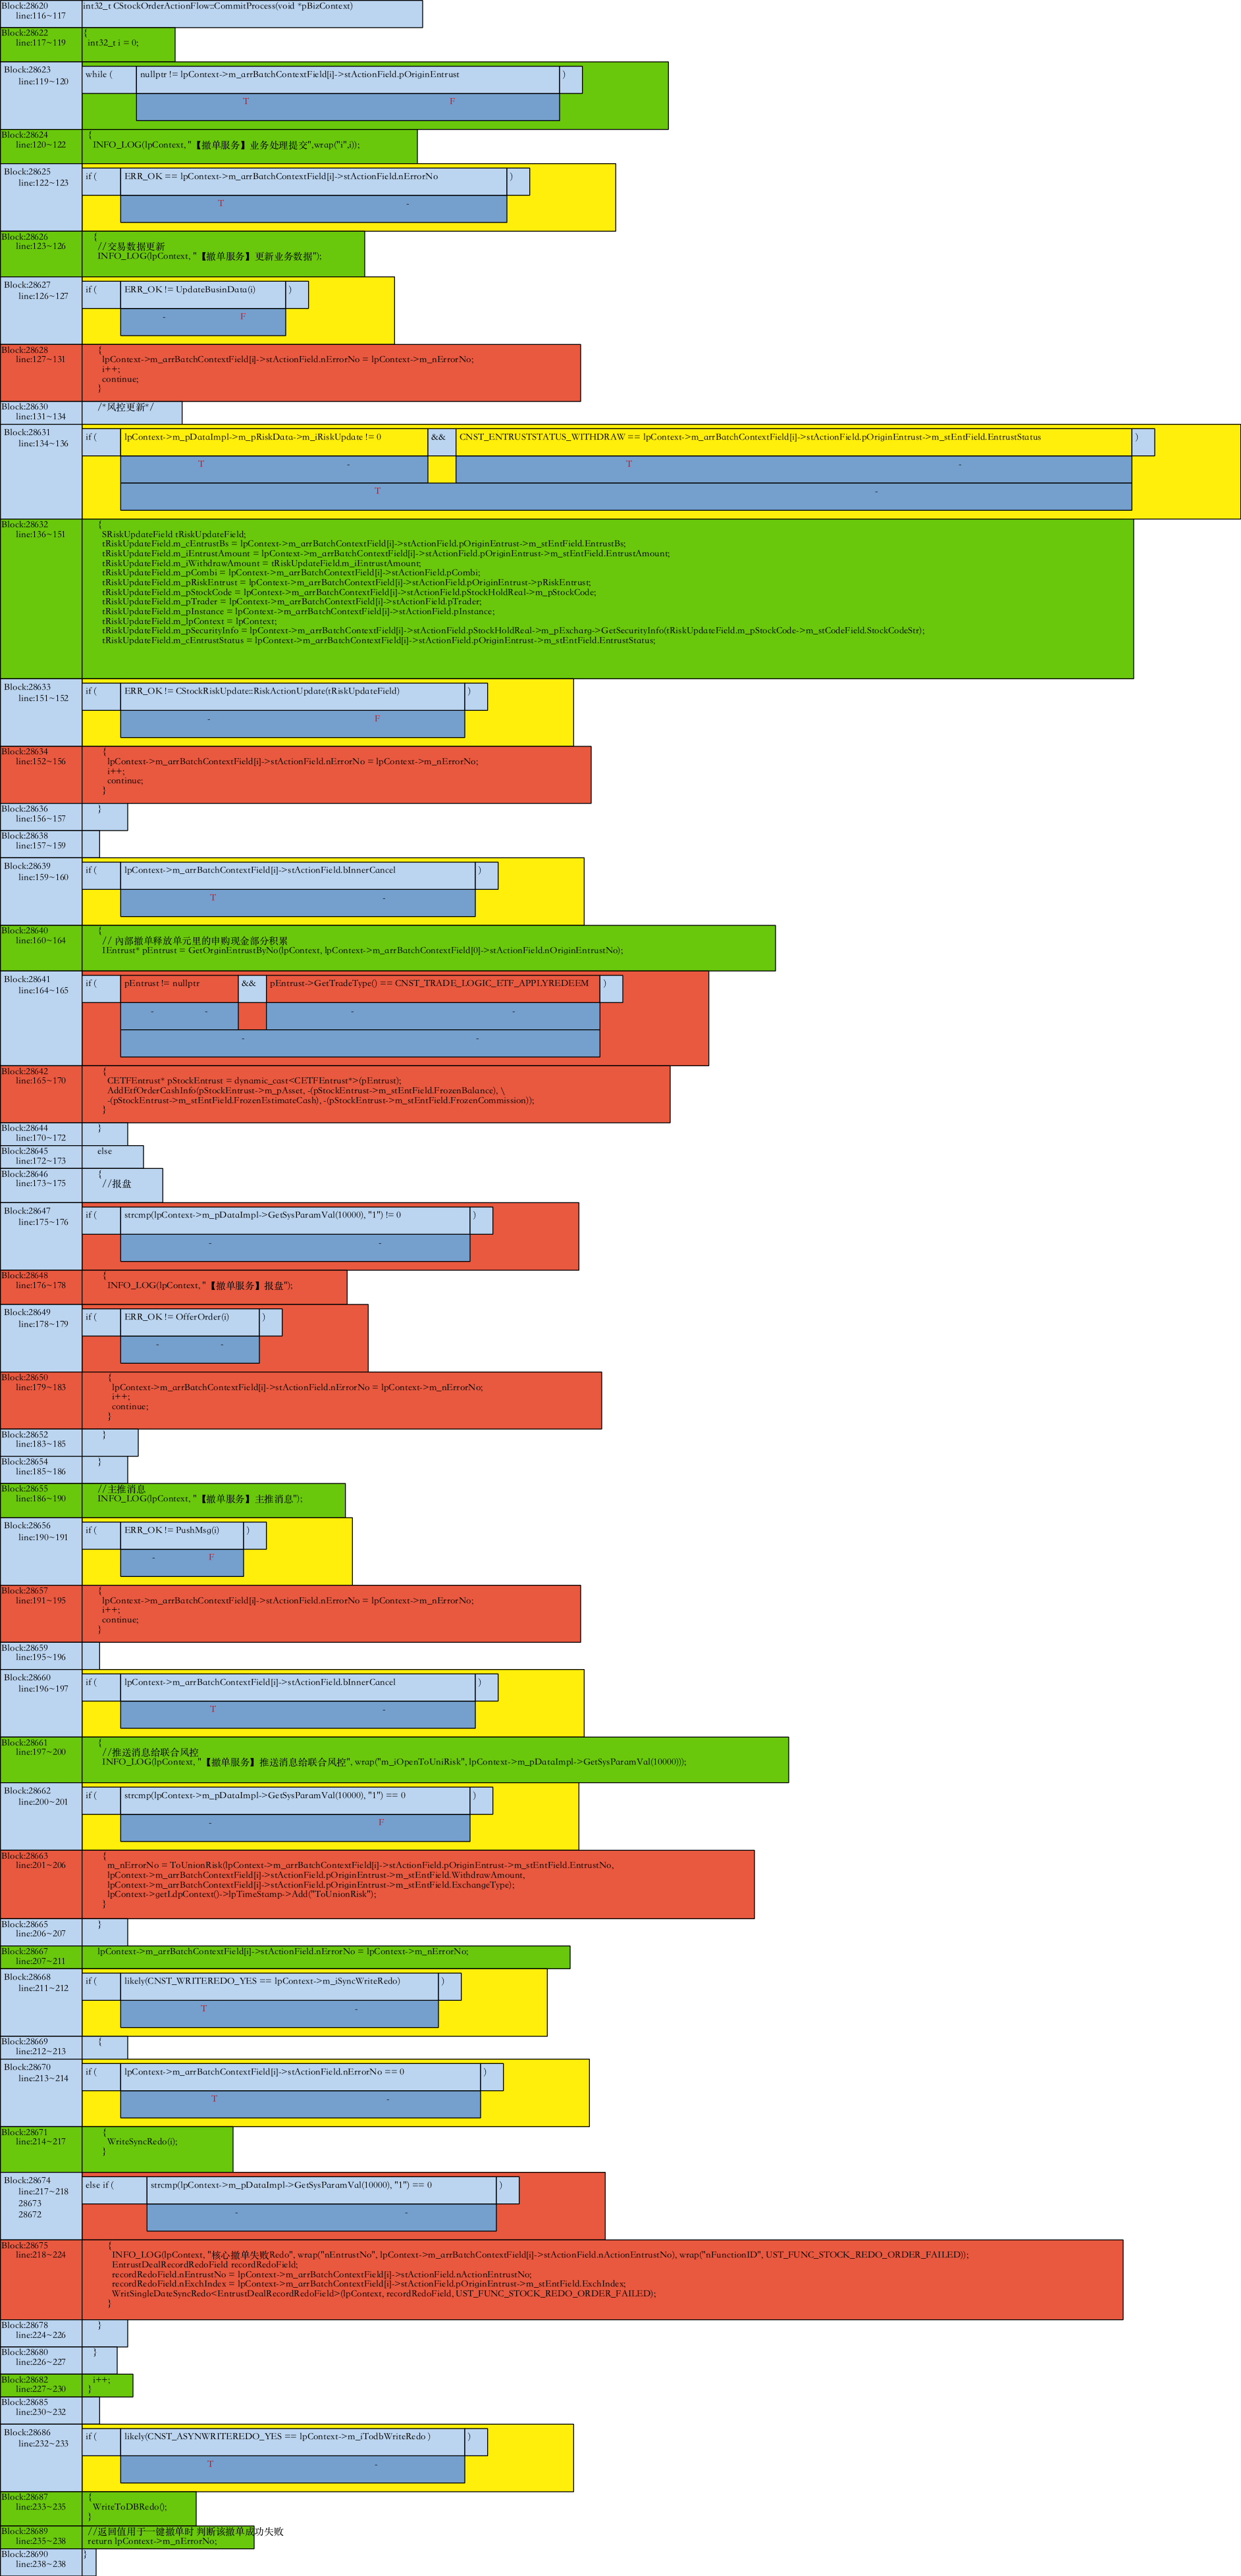 Block:28620 int32_t CStockOrderActionFlow::CommitProcess(void *pBizContext)
line:116~117
Block:28622 {
line:117~119 int32_t i = 0;
Block:28623
line:119~120 while ( nullptr != lpContext->m_arrBatchContextField[i]->stActionField.pOriginEntrust )
T F
Block:28624 {
line:120~122 INFO_LOG(lpContext, "【撤单服务】业务处理提交",wrap("i",i));
Block:28625
line:122~123 if ( ERR_OK == lpContext->m_arrBatchContextField[i]->stActionField.nErrorNo )
T -
Block:28626 {
line:123~126 //交易数据更新
INFO_LOG(lpContext, "【撤单服务】更新业务数据");
Block:28627
line:126~127 if ( ERR_OK != UpdateBusinData(i) )
- F
Block:28628 {
line:127~131 lpContext->m_arrBatchContextField[i]->stActionField.nErrorNo = lpContext->m_nErrorNo;
i++;
continue;
}
Block:28630 /*风控更新*/
line:131~134
Block:28631
line:134~136 if ( lpContext->m_pDataImpl->m_pRiskData->m_iRiskUpdate != 0 && CNST_ENTRUSTSTATUS_WITHDRAW == lpContext->m_arrBatchContextField[i]->stActionField.pOriginEntrust->m_stEntField.EntrustStatus )
T - T -
T -
Block:28632 {
line:136~151 SRiskUpdateField tRiskUpdateField;
tRiskUpdateField.m_cEntrustBs = lpContext->m_arrBatchContextField[i]->stActionField.pOriginEntrust->m_stEntField.EntrustBs;
tRiskUpdateField.m_iEntrustAmount = lpContext->m_arrBatchContextField[i]->stActionField.pOriginEntrust->m_stEntField.EntrustAmount;
tRiskUpdateField.m_iWithdrawAmount = tRiskUpdateField.m_iEntrustAmount;
tRiskUpdateField.m_pCombi = lpContext->m_arrBatchContextField[i]->stActionField.pCombi;
tRiskUpdateField.m_pRiskEntrust = lpContext->m_arrBatchContextField[i]->stActionField.pOriginEntrust->pRiskEntrust;
tRiskUpdateField.m_pStockCode = lpContext->m_arrBatchContextField[i]->stActionField.pStockHoldReal->m_pStockCode;
tRiskUpdateField.m_pTrader = lpContext->m_arrBatchContextField[i]->stActionField.pTrader;
tRiskUpdateField.m_pInstance = lpContext->m_arrBatchContextField[i]->stActionField.pInstance;
tRiskUpdateField.m_lpContext = lpContext;
tRiskUpdateField.m_pSecurityInfo = lpContext->m_arrBatchContextField[i]->stActionField.pStockHoldReal->m_pExcharg->GetSecurityInfo(tRiskUpdateField.m_pStockCode->m_stCodeField.StockCodeStr);
tRiskUpdateField.m_cEntrustStatus = lpContext->m_arrBatchContextField[i]->stActionField.pOriginEntrust->m_stEntField.EntrustStatus;
Block:28633
line:151~152 if ( ERR_OK != CStockRiskUpdate::RiskActionUpdate(tRiskUpdateField) )
- F
Block:28634 {
line:152~156 lpContext->m_arrBatchContextField[i]->stActionField.nErrorNo = lpContext->m_nErrorNo;
i++;
continue;
}
Block:28636 }
line:156~157
Block:28638
line:157~159
Block:28639
line:159~160 if ( lpContext->m_arrBatchContextField[i]->stActionField.bInnerCancel )
T -
Block:28640 {
line:160~164 // 内部撤单释放单元里的申购现金部分积累
IEntrust* pEntrust = GetOrginEntrustByNo(lpContext, lpContext->m_arrBatchContextField[0]->stActionField.nOriginEntrustNo);
Block:28641
line:164~165 if ( pEntrust != nullptr && pEntrust->GetTradeType() == CNST_TRADE_LOGIC_ETF_APPLYREDEEM )
- - - -
- -
Block:28642 {
line:165~170 CETFEntrust* pStockEntrust = dynamic_cast<CETFEntrust*>(pEntrust);
AddEtfOrderCashInfo(pStockEntrust->m_pAsset, -(pStockEntrust->m_stEntField.FrozenBalance), \
-(pStockEntrust->m_stEntField.FrozenEstimateCash), -(pStockEntrust->m_stEntField.FrozenCommission));
}
Block:28644 }
line:170~172
Block:28645 else
line:172~173
Block:28646 {
line:173~175 //报盘
Block:28647
line:175~176 if ( strcmp(lpContext->m_pDataImpl->GetSysParamVal(10000), "1") != 0 )
- -
Block:28648 {
line:176~178 INFO_LOG(lpContext, "【撤单服务】报盘");
Block:28649
line:178~179 if ( ERR_OK != OfferOrder(i) )
- -
Block:28650 {
line:179~183 lpContext->m_arrBatchContextField[i]->stActionField.nErrorNo = lpContext->m_nErrorNo;
i++;
continue;
}
Block:28652 }
line:183~185
Block:28654 }
line:185~186
Block:28655 //主推消息
line:186~190 INFO_LOG(lpContext, "【撤单服务】主推消息");
Block:28656
line:190~191 if ( ERR_OK != PushMsg(i) )
- F
Block:28657 {
line:191~195 lpContext->m_arrBatchContextField[i]->stActionField.nErrorNo = lpContext->m_nErrorNo;
i++;
continue;
}
Block:28659
line:195~196
Block:28660
line:196~197 if ( lpContext->m_arrBatchContextField[i]->stActionField.bInnerCancel )
T -
Block:28661 {
line:197~200 //推送消息给联合风控
INFO_LOG(lpContext, "【撤单服务】推送消息给联合风控", wrap("m_iOpenToUniRisk", lpContext->m_pDataImpl->GetSysParamVal(10000)));
Block:28662
line:200~201 if ( strcmp(lpContext->m_pDataImpl->GetSysParamVal(10000), "1") == 0 )
- F
Block:28663 {
line:201~206 m_nErrorNo = ToUnionRisk(lpContext->m_arrBatchContextField[i]->stActionField.pOriginEntrust->m_stEntField.EntrustNo,
lpContext->m_arrBatchContextField[i]->stActionField.pOriginEntrust->m_stEntField.WithdrawAmount,
lpContext->m_arrBatchContextField[i]->stActionField.pOriginEntrust->m_stEntField.ExchangeType);
lpContext->getLdpContext()->lpTimeStamp->Add("ToUnionRisk");
}
Block:28665 }
line:206~207
Block:28667 lpContext->m_arrBatchContextField[i]->stActionField.nErrorNo = lpContext->m_nErrorNo;
line:207~211
Block:28668
line:211~212 if ( likely(CNST_WRITEREDO_YES == lpContext->m_iSyncWriteRedo) )
T -
Block:28669 {
line:212~213
Block:28670
line:213~214 if ( lpContext->m_arrBatchContextField[i]->stActionField.nErrorNo == 0 )
T -
Block:28671 {
line:214~217 WriteSyncRedo(i);
}
Block:28674
line:217~218 else if ( strcmp(lpContext->m_pDataImpl->GetSysParamVal(10000), "1") == 0 )
28673
28672 - -
Block:28675 {
line:218~224 INFO_LOG(lpContext, "核心撤单失败Redo", wrap("nEntrustNo", lpContext->m_arrBatchContextField[i]->stActionField.nActionEntrustNo), wrap("nFunctionID", UST_FUNC_STOCK_REDO_ORDER_FAILED));
EntrustDealRecordRedoField recordRedoField;
recordRedoField.nEntrustNo = lpContext->m_arrBatchContextField[i]->stActionField.nActionEntrustNo;
recordRedoField.nExchIndex = lpContext->m_arrBatchContextField[i]->stActionField.pOriginEntrust->m_stEntField.ExchIndex;
WritSingleDateSyncRedo<EntrustDealRecordRedoField>(lpContext, recordRedoField, UST_FUNC_STOCK_REDO_ORDER_FAILED);
}
Block:28678 }
line:224~226
Block:28680 }
line:226~227
Block:28682 i++;
line:227~230 }
Block:28685
line:230~232
Block:28686
line:232~233 if ( likely(CNST_ASYNWRITEREDO_YES == lpContext->m_iTodbWriteRedo ) )
T -
Block:28687 {
line:233~235 WriteToDBRedo();
}
Block:28689 //返回值用于一键撤单时 判断该撤单成功失败
line:235~238 return lpContext->m_nErrorNo;
Block:28690 }
line:238~238